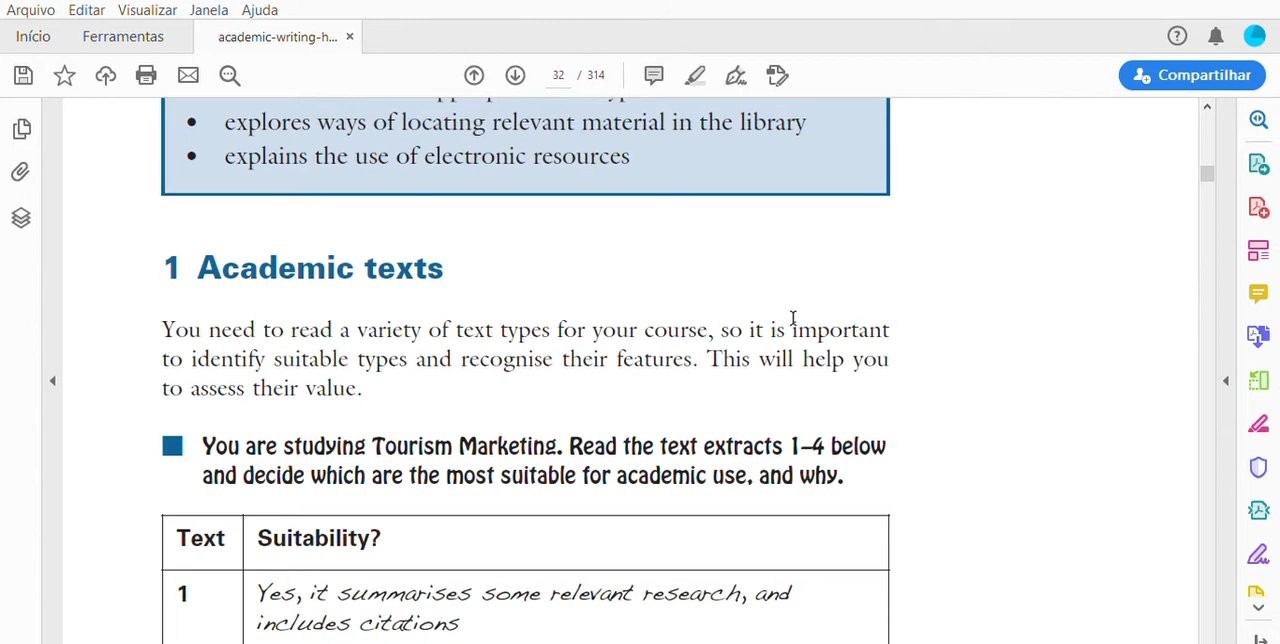 Arquivo Editar Visualizar Janela Ajuda
Início Ferramentas academic-writing-h... ×
32 / 314 Compartilhar
• explores ways of locating relevant material in the library
• explains the use of electronic resources
1 Academic texts
You need to read a variety of text types for your course, so it is important
to identify suitable types and recognise their features. This will help you
to assess their value.
You are studying Tourism Marketing. Read the text extracts 1–4 below
and decide which are the most suitable for academic use, and why.
Text Suitability?
1 Yes, it summarises some relevant research, and
includes citations